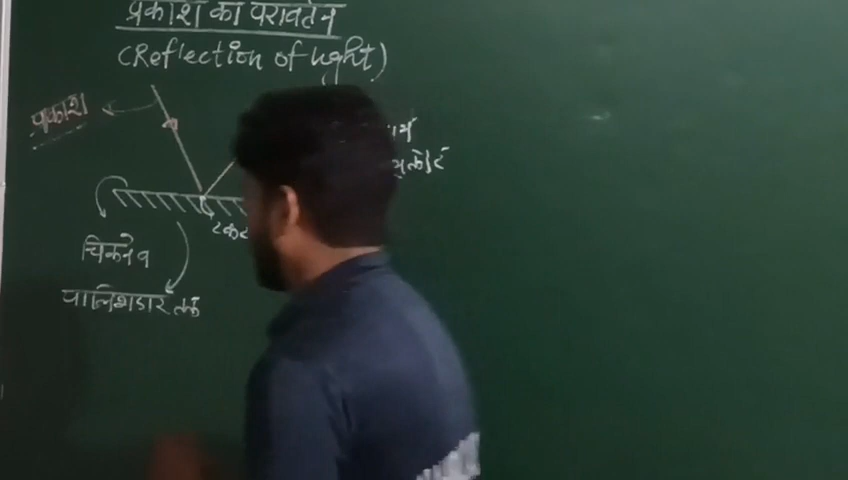 प्रकाश का परावर्तन
(Reflection of light)
प्रकाश
चिकने व
पालिशदार तल